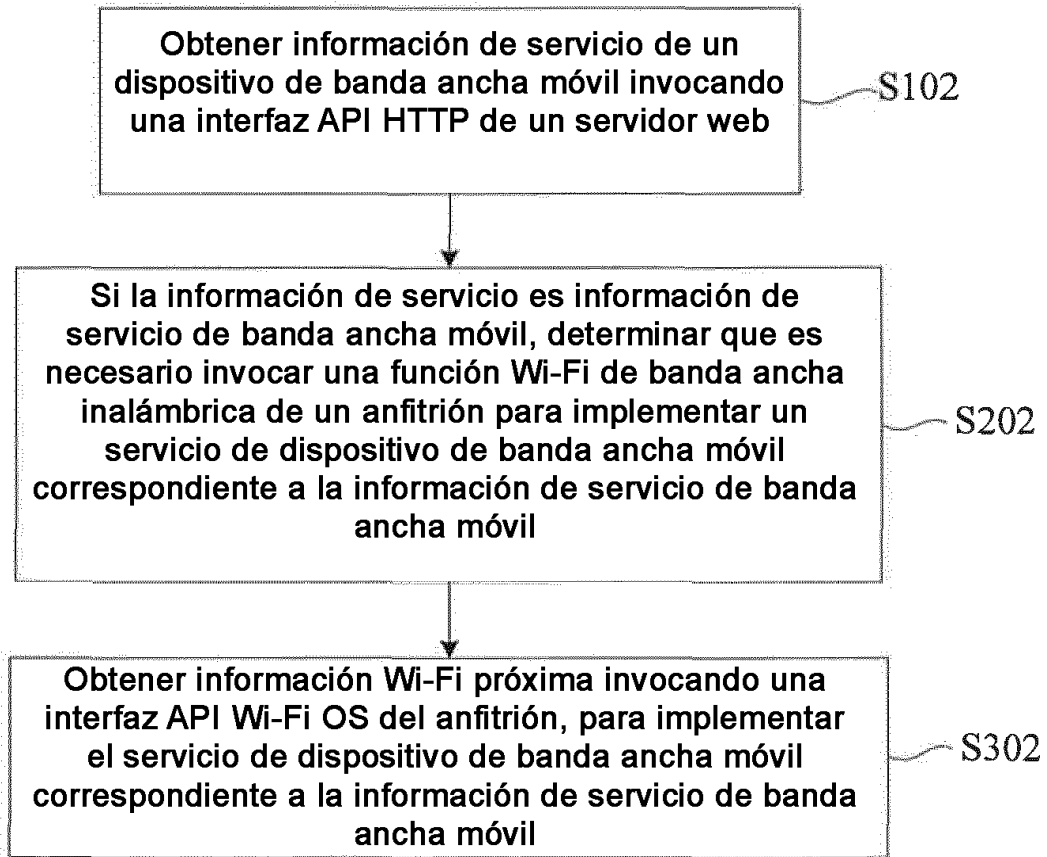 Obtener información de servicio de un
dispositivo de banda ancha móvil invocando
una interfaz API HTTP de un servidor web
S102
Si la información de servicio es información de
servicio de banda ancha móvil, determinar que es
necesario invocar una función Wi-Fi de banda ancha
inalámbrica de un anfitrión para implementar un
servicio de dispositivo de banda ancha móvil
correspondiente a la información de servicio de banda
ancha móvil
S202
Obtener información Wi-Fi próxima invocando una
interfaz API Wi-Fi OS del anfitrión, para implementar
el servicio de dispositivo de banda ancha móvil
correspondiente a la información de servicio de banda
ancha móvil
S302